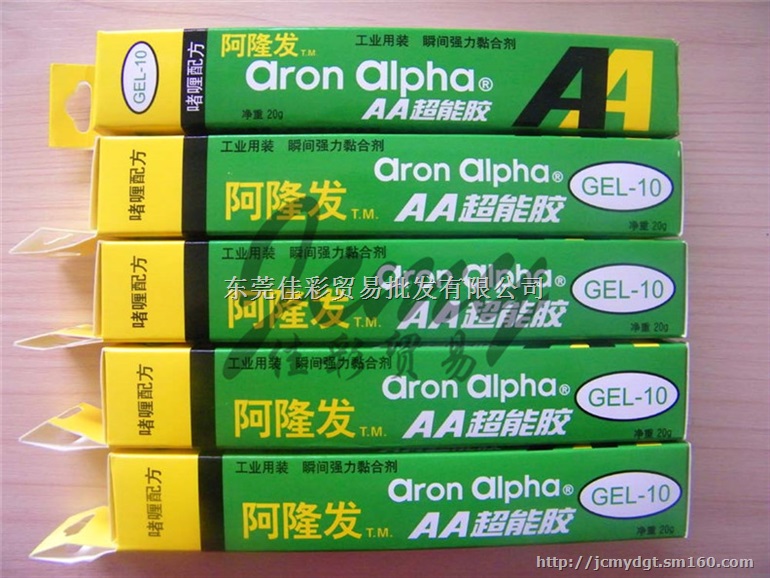 GEL-10
啫喱配方
阿隆发T.M.
工业用装 瞬间强力黏合剂
aron alpha®
AA超能胶
净重 20g
AA
啫喱配方
工业用装 瞬间强力黏合剂
aron alpha®
阿隆发T.M.
AA超能胶
GEL-10
净重 20g
啫喱配方
工业用装 瞬间强力黏合剂
aron alpha®
阿隆发T.M.
AA超能胶
GEL-10
净重 20g
东莞佳彩贸易批发有限公司
佳彩贸易
啫喱配方
工业用装 瞬间强力黏合剂
aron alpha®
阿隆发T.M.
AA超能胶
GEL-10
净重 20g
啫喱配方
工业用装 瞬间强力黏合剂
aron alpha®
阿隆发T.M.
AA超能胶
GEL-10
净重 20g
http://jcmydgt.sm160.com/